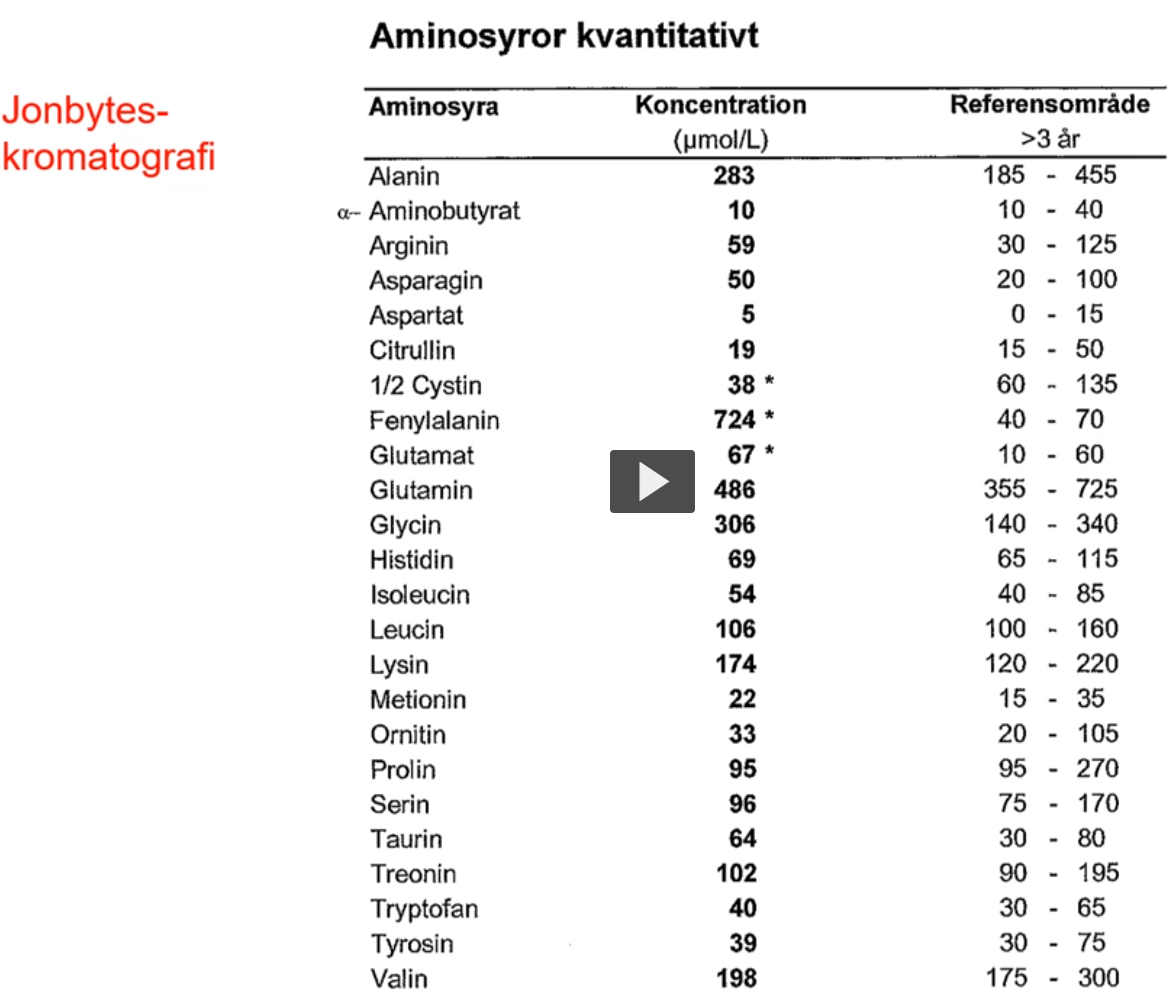 Aminosyror kvantitativt
Jonbytes-
kromatografi
Aminosyra Koncentration Referensområde
(µmol/L) >3 år
Alanin 283 185 - 455
α- Aminobutyrat 10 10 - 40
Arginin 59 30 - 125
Asparagin 50 20 - 100
Aspartat 5 0 - 15
Citrullin 19 15 - 50
1/2 Cystin 38 * 60 - 135
Fenylalanin 724 * 40 - 70
Glutamat 67 * 10 - 60
Glutamin 486 355 - 725
Glycin 306 140 - 340
Histidin 69 65 - 115
Isoleucin 54 40 - 85
Leucin 106 100 - 160
Lysin 174 120 - 220
Metionin 22 15 - 35
Ornitin 33 20 - 105
Prolin 95 95 - 270
Serin 96 75 - 170
Taurin 64 30 - 80
Treonin 102 90 - 195
Tryptofan 40 30 - 65
Tyrosin 39 30 - 75
Valin 198 175 - 300